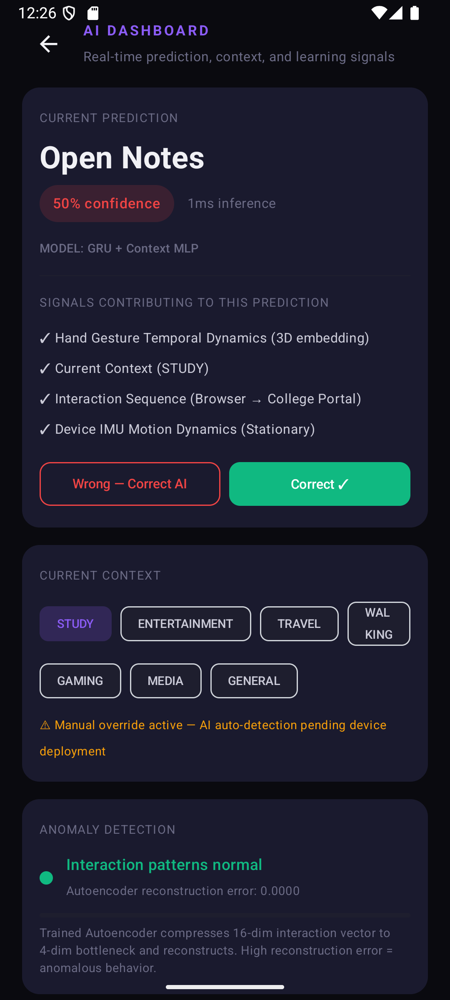 12:26
AI DASHBOARD
Real-time prediction, context, and learning signals
CURRENT PREDICTION
Open Notes
50% confidence
1ms inference
MODEL: GRU + Context MLP
SIGNALS CONTRIBUTING TO THIS PREDICTION
✓ Hand Gesture Temporal Dynamics (3D embedding)
✓ Current Context (STUDY)
✓ Interaction Sequence (Browser → College Portal)
✓ Device IMU Motion Dynamics (Stationary)
Wrong — Correct AI
Correct ✓
CURRENT CONTEXT
STUDY
ENTERTAINMENT
TRAVEL
WAL
KING
GAMING
MEDIA
GENERAL
⚠ Manual override active — AI auto-detection pending device
deployment
ANOMALY DETECTION
Interaction patterns normal
Autoencoder reconstruction error: 0.0000
Trained Autoencoder compresses 16-dim interaction vector to
4-dim bottleneck and reconstructs. High reconstruction error =
anomalous behavior.